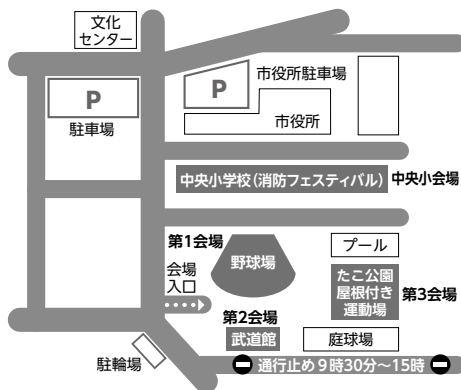 文化
センター
P
駐車場
P
市役所駐車場
市役所
中央小学校(消防フェスティバル)
中央小会場
第1会場
野球場
会場
入口
プール
たこ公園
屋根付き
運動場
第3会場
第2会場
武道館
庭球場
駐輪場
通行止め9時30分～15時